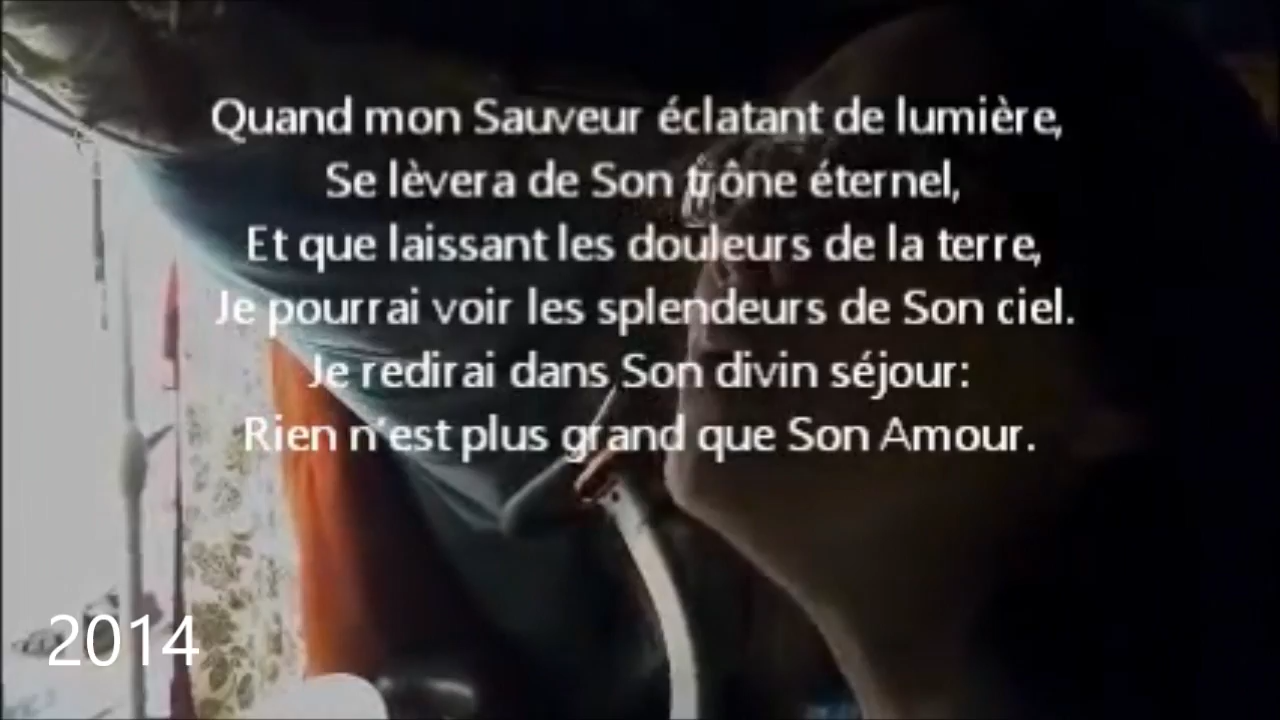 Quand mon Sauveur éclatant de lumière,
Se lèvera de Son trône éternel,
Et que laissant les douleurs de la terre,
Je pourrai voir les splendeurs de Son ciel.
Je redirai dans Son divin séjour:
Rien n'est plus grand que Son Amour.
2014